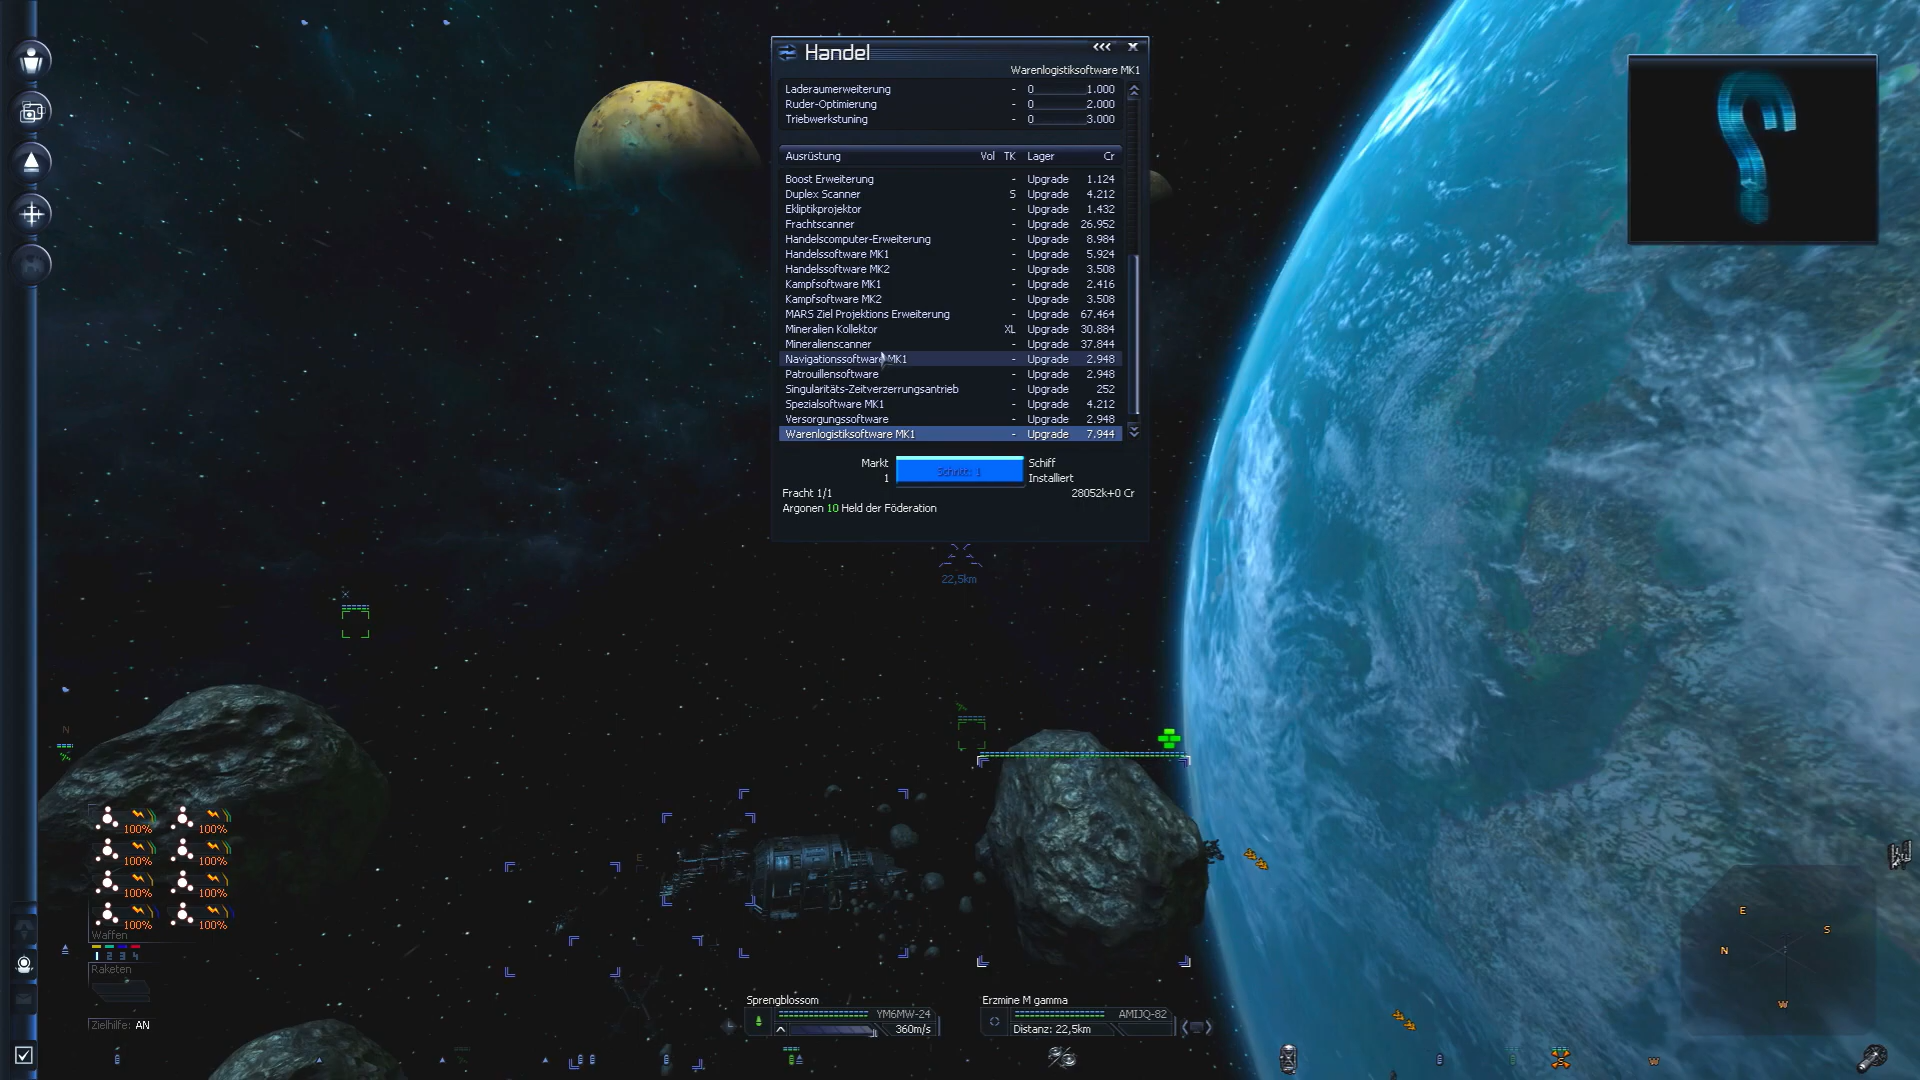 Handel
Warenlogistiksoftware MK1
Laderaumerweiterung - 0 1.000
Ruder-Optimierung - 0 2.000
Triebwerkstuning - 0 3.000
Ausrüstung Vol TK Lager Cr
Boost Erweiterung - Upgrade 1.124
Duplex Scanner S Upgrade 4.212
Ekliptikprojektor - Upgrade 1.432
Frachtscanner - Upgrade 26.952
Handelscomputer-Erweiterung - Upgrade 8.984
Handelssoftware MK1 - Upgrade 5.924
Handelssoftware MK2 - Upgrade 3.508
Kampfsoftware MK1 - Upgrade 2.416
Kampfsoftware MK2 - Upgrade 3.508
MARS Ziel Projektions Erweiterung - Upgrade 67.464
Mineralien Kollektor XL Upgrade 30.884
Mineralienscanner - Upgrade 37.844
Navigationssoftware MK1 - Upgrade 2.948
Patrouillensoftware - Upgrade 2.948
Singularitäts-Zeitverzerrungsantrieb - Upgrade 252
Spezialsoftware MK1 - Upgrade 4.212
Versorgungssoftware - Upgrade 2.948
Warenlogistiksoftware MK1 - Upgrade 7.944
Markt Schritt: 1 Schiff
1 Installiert
Fracht 1/1 28052k+0 Cr
Argonen 10 Held der Föderation
22,5km
N
E
100% 100%
100% 100%
100% 100%
100% 100%
Waffen
1 2 3 4
Raketen
Zielhilfe: AN
Sprengblossom
YM6MW-24
360m/s
Erzmine M gamma
AMIJQ-82
Distanz: 22,5km
E
S
N
W
S
W